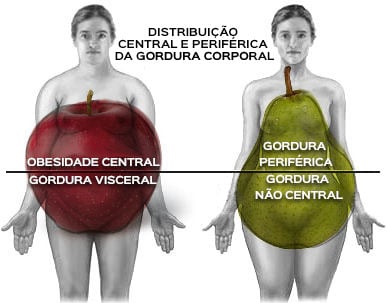 DISTRIBUIÇÃO
CENTRAL E PERIFÉRICA
DA GORDURA CORPORAL
OBESIDADE CENTRAL
GORDURA VISCERAL
GORDURA
PERIFÉRICA
GORDURA
NÃO CENTRAL